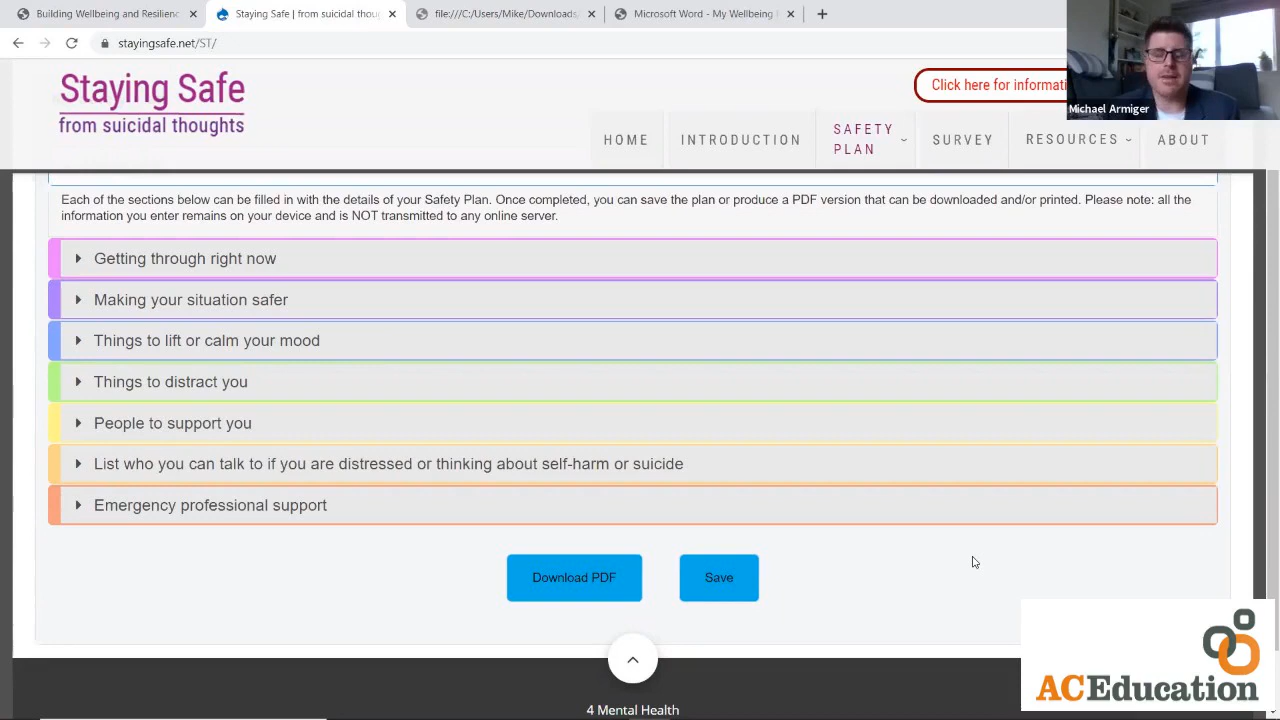 Building Wellbeing and Resilienc
Staying Safe | from suicidal thou
file:///C:/Users/Mike/Downloads
Microsoft Word - My Wellbeing
stayingsafe.net/ST/
Staying Safe
from suicidal thoughts
Click here for informati
Michael Armiger
HOME
INTRODUCTION
SAFETY
PLAN
SURVEY
RESOURCES
ABOUT
Each of the sections below can be filled in with the details of your Safety Plan. Once completed, you can save the plan or produce a PDF version that can be downloaded and/or printed. Please note: all the
information you enter remains on your device and is NOT transmitted to any online server.
Getting through right now
Making your situation safer
Things to lift or calm your mood
Things to distract you
People to support you
List who you can talk to if you are distressed or thinking about self-harm or suicide
Emergency professional support
Download PDF
Save
ACEducation
4 Mental Health